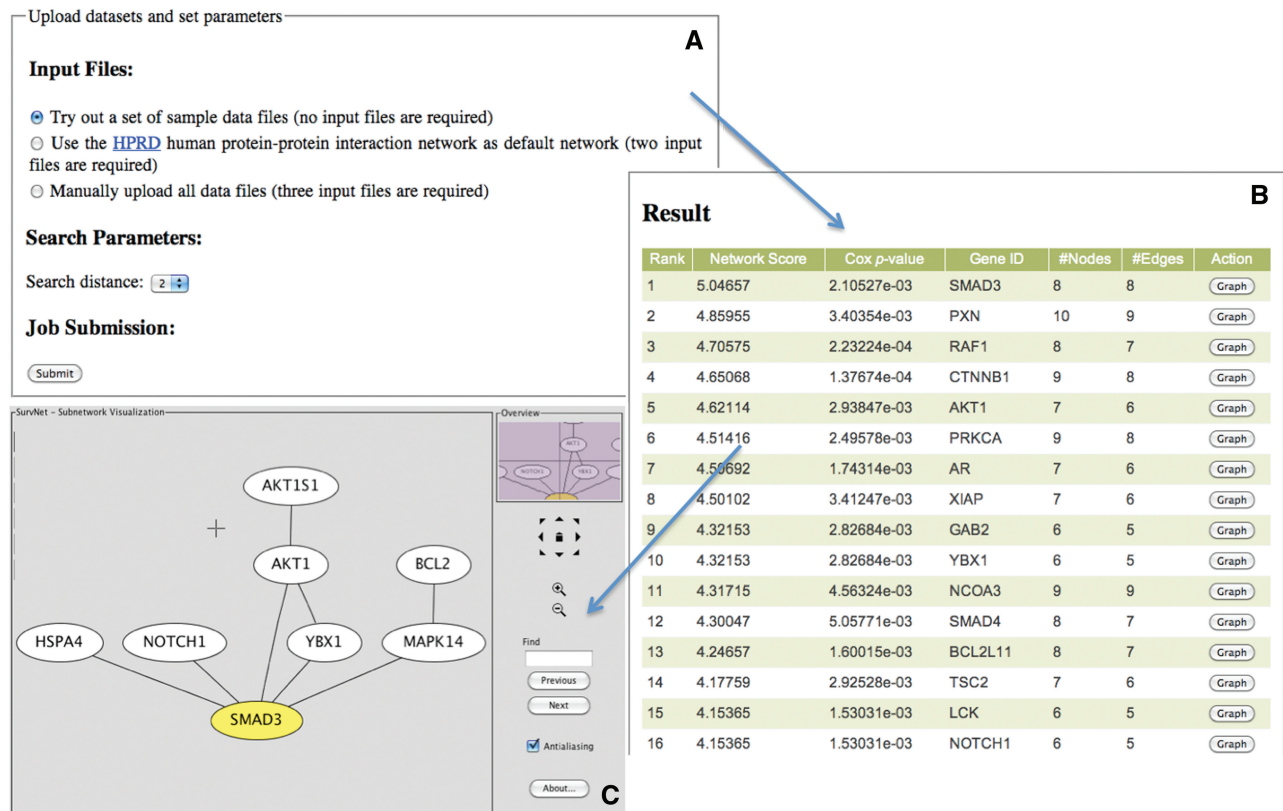 Upload datasets and set parameters
A
Input Files:
Try out a set of sample data files (no input files are required)
Use the HPRD human protein-protein interaction network as default network (two input
files are required)
Manually upload all data files (three input files are required)
Search Parameters:
Search distance: 2
Job Submission:
Submit
B
Result
Rank Network Score Cox p-value Gene ID #Nodes #Edges Action
1 5.04657 2.10527e-03 SMAD3 8 8 Graph
2 4.85955 3.40354e-03 PXN 10 9 Graph
3 4.70575 2.23224e-04 RAF1 8 7 Graph
4 4.65068 1.37674e-04 CTNNB1 9 8 Graph
5 4.62114 2.93847e-03 AKT1 7 6 Graph
6 4.51416 2.49578e-03 PRKCA 9 8 Graph
7 4.50692 1.74314e-03 AR 7 6 Graph
8 4.50102 3.41247e-03 XIAP 7 6 Graph
9 4.32153 2.82684e-03 GAB2 6 5 Graph
10 4.32153 2.82684e-03 YBX1 6 5 Graph
11 4.31715 4.56324e-03 NCOA3 9 9 Graph
12 4.30047 5.05771e-03 SMAD4 8 7 Graph
13 4.24657 1.60015e-03 BCL2L11 8 7 Graph
14 4.17759 2.92528e-03 TSC2 7 6 Graph
15 4.15365 1.53031e-03 LCK 6 5 Graph
16 4.15365 1.53031e-03 NOTCH1 6 5 Graph
SurvNet - Subnetwork Visualization
AKT1S1
AKT1 BCL2
HSPA4 NOTCH1 YBX1 MAPK14
SMAD3
Overview
AKT1
NOTCH1 YBX1
Find
Previous
Next
Antialiasing
About...
C